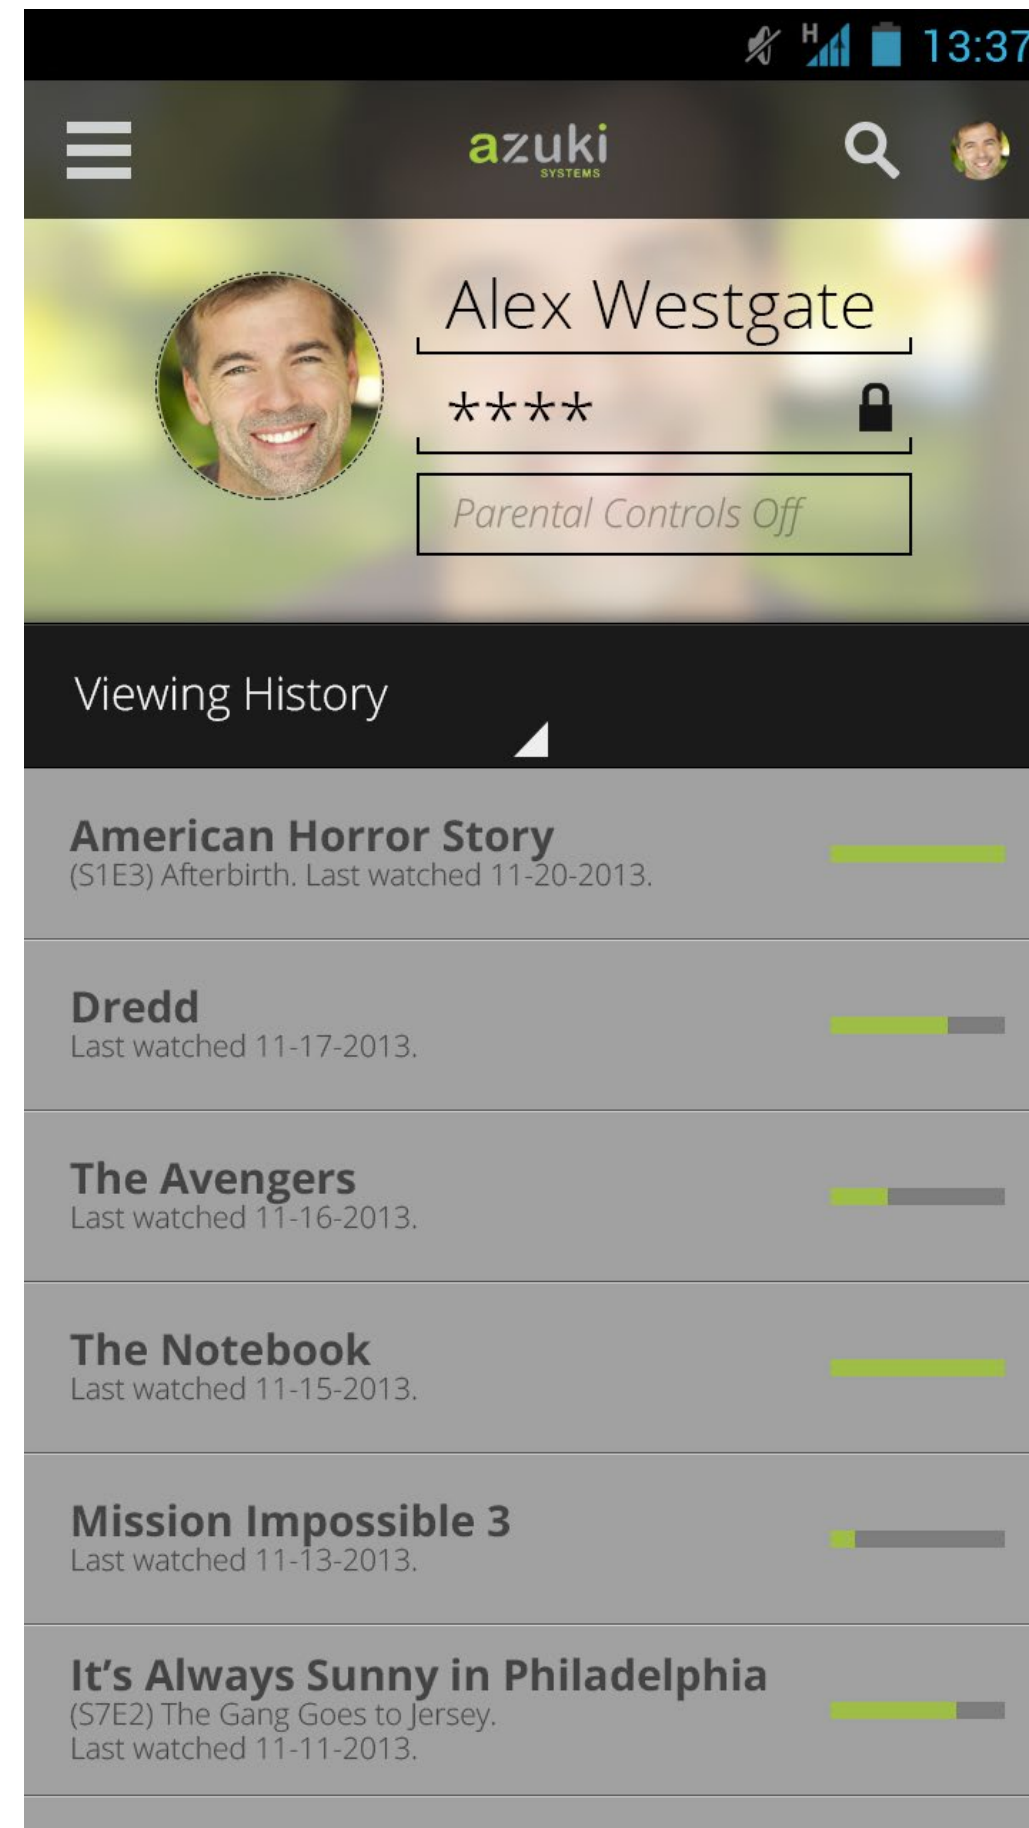 H
13:37
azuki
SYSTEMS
Alex Westgate
****
Parental Controls Off
Viewing History
American Horror Story
(S1E3) Afterbirth. Last watched 11-20-2013.
Dredd
Last watched 11-17-2013.
The Avengers
Last watched 11-16-2013.
The Notebook
Last watched 11-15-2013.
Mission Impossible 3
Last watched 11-13-2013.
It’s Always Sunny in Philadelphia
(S7E2) The Gang Goes to Jersey.
Last watched 11-11-2013.